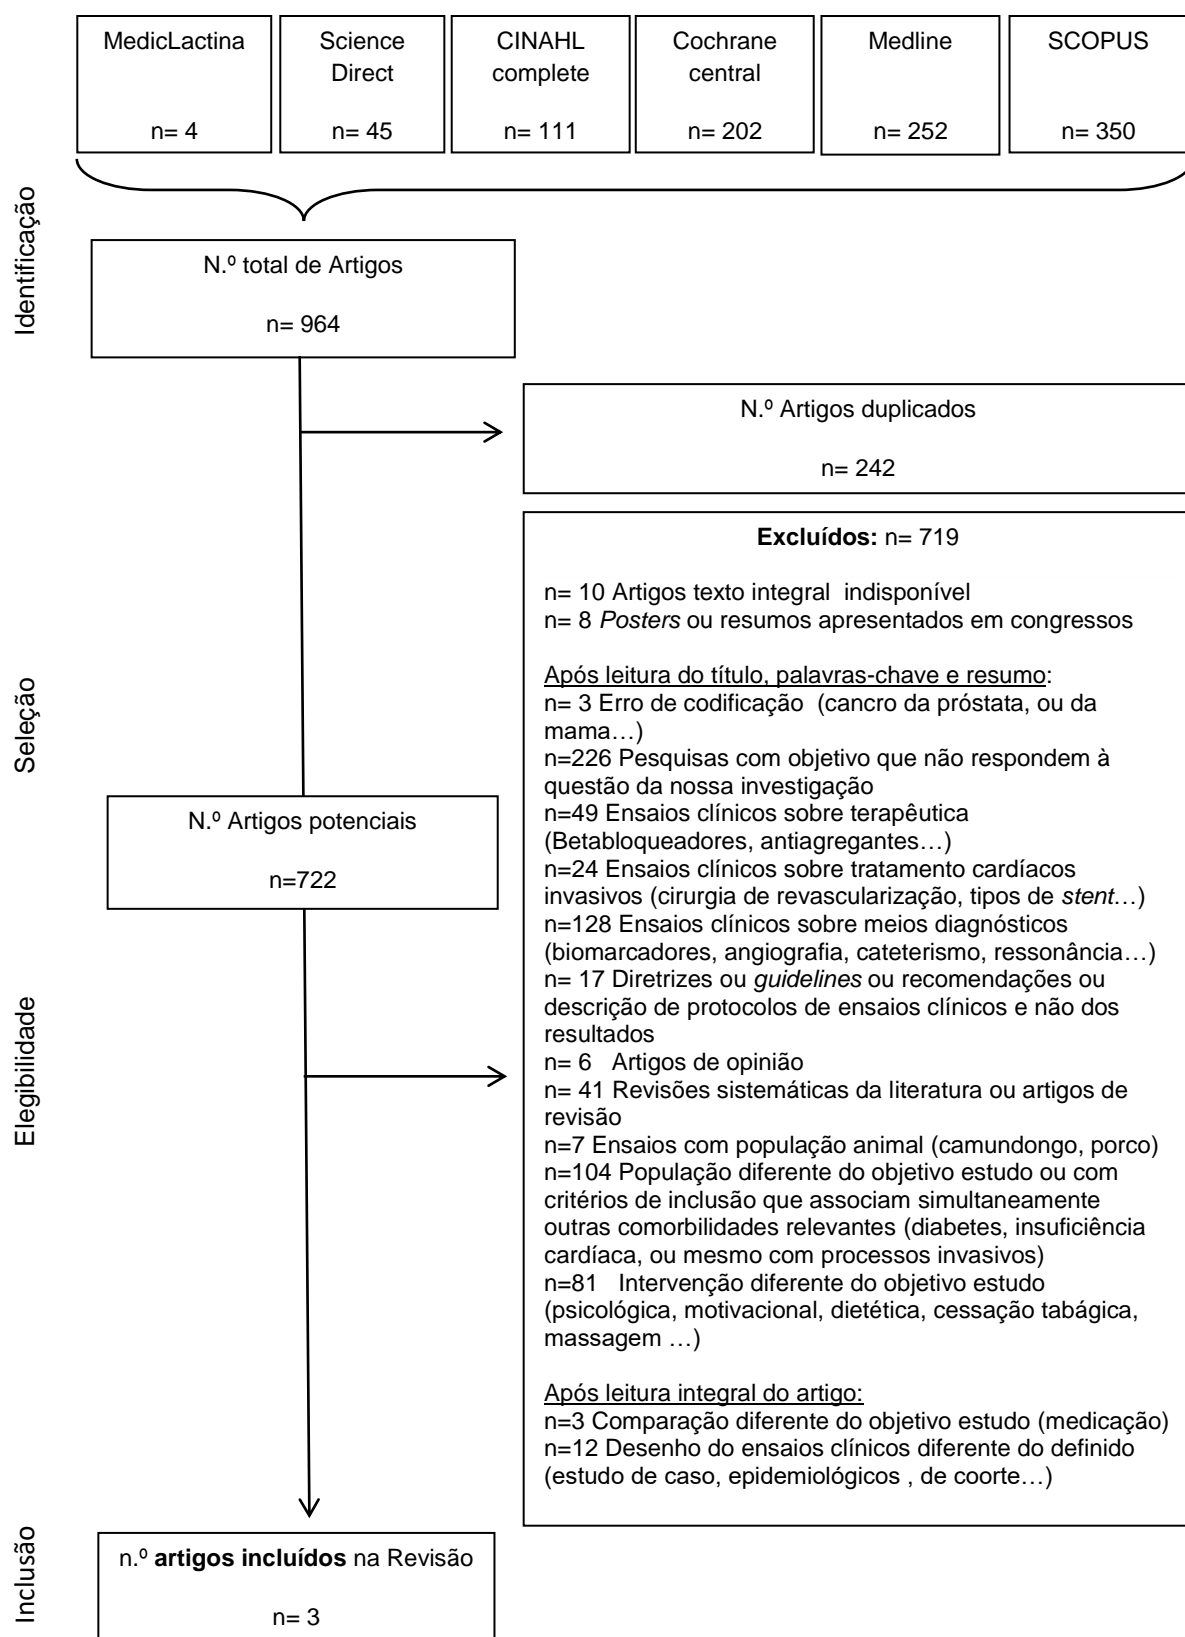 MedicLactina
n= 4
Science
Direct
n= 45
CINAHL
complete
n= 111
Cochrane
central
n= 202
Medline
n= 252
SCOPUS
n= 350
Identificação
N.º total de Artigos
n= 964
N.º Artigos duplicados
n= 242
Seleção
N.º Artigos potenciais
n=722
Elegibilidade
Excluídos: n= 719
n= 10 Artigos texto integral indisponível
n= 8 Posters ou resumos apresentados em congressos
Após leitura do título, palavras-chave e resumo:
n= 3 Erro de codificação (cancro da próstata, ou da
mama…)
n=226 Pesquisas com objetivo que não respondem à
questão da nossa investigação
n=49 Ensaios clínicos sobre terapêutica
(Betabloqueadores, antiagregantes…)
n=24 Ensaios clínicos sobre tratamento cardíacos
invasivos (cirurgia de revascularização, tipos de stent…)
n=128 Ensaios clínicos sobre meios diagnósticos
(biomarcadores, angiografia, cateterismo, ressonância…)
n= 17 Diretrizes ou guidelines ou recomendações ou
descrição de protocolos de ensaios clínicos e não dos
resultados
n= 6 Artigos de opinião
n= 41 Revisões sistemáticas da literatura ou artigos de
revisão
n=7 Ensaios com população animal (camundongo, porco)
n=104 População diferente do objetivo estudo ou com
critérios de inclusão que associam simultaneamente
outras comorbilidades relevantes (diabetes, insuficiência
cardíaca, ou mesmo com processos invasivos)
n=81 Intervenção diferente do objetivo estudo
(psicológica, motivacional, dietética, cessação tabágica,
massagem …)
Após leitura integral do artigo:
n=3 Comparação diferente do objetivo estudo (medicação)
n=12 Desenho do ensaios clínicos diferente do definido
(estudo de caso, epidemiológicos , de coorte…)
Inclusão
n.º artigos incluídos na Revisão
n= 3